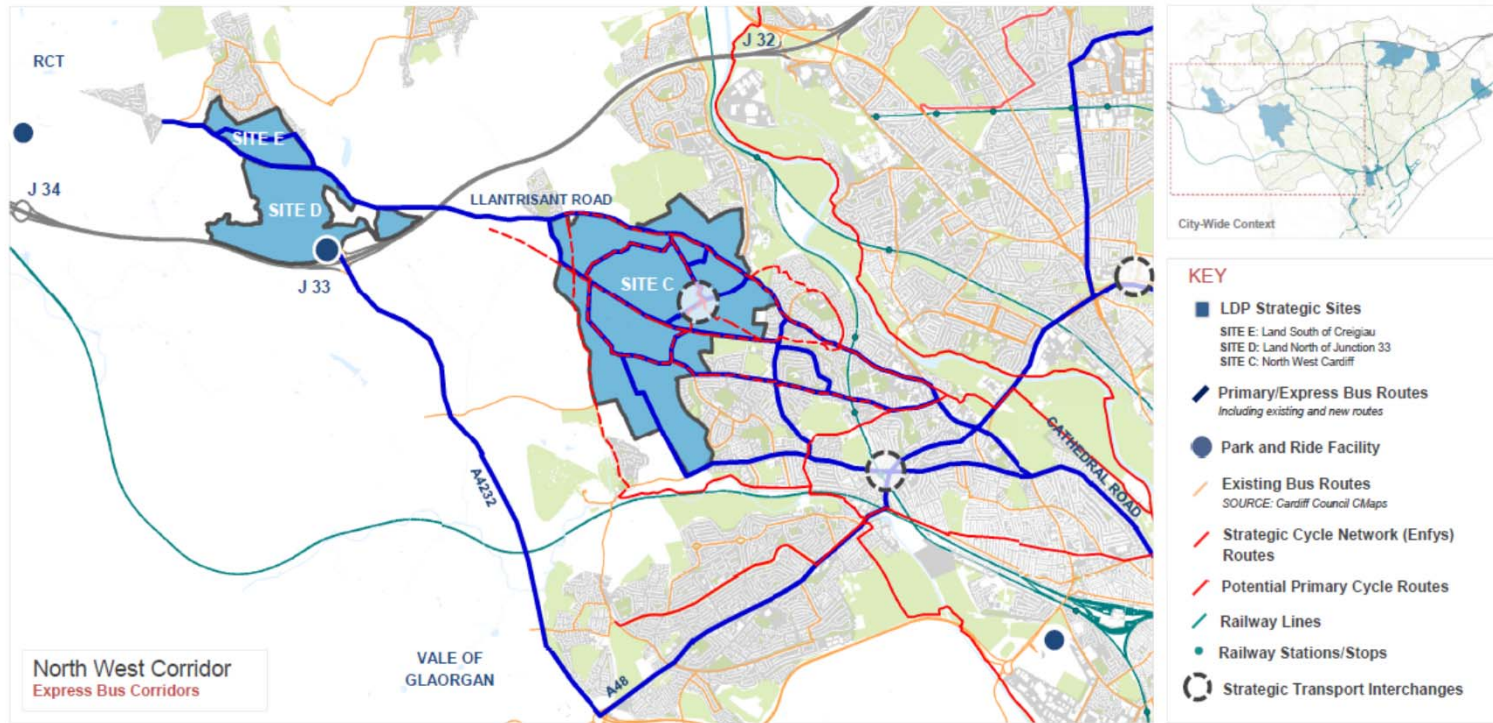 RCT
J 32
SITE E
J 34
SITE D
LLANTRISANT ROAD
SITE C
J 33
CATHEDRAL ROAD
A4232
A48
VALE OF
GLAORGAN
North West Corridor
Express Bus Corridors
City-Wide Context
KEY
LDP Strategic Sites
SITE E: Land South of Creigiau
SITE D: Land North of Junction 33
SITE C: North West Cardiff
Primary/Express Bus Routes
Including existing and new routes
Park and Ride Facility
Existing Bus Routes
SOURCE: Cardiff Council CMaps
Strategic Cycle Network (Enfys)
Routes
Potential Primary Cycle Routes
Railway Lines
Railway Stations/Stops
Strategic Transport Interchanges